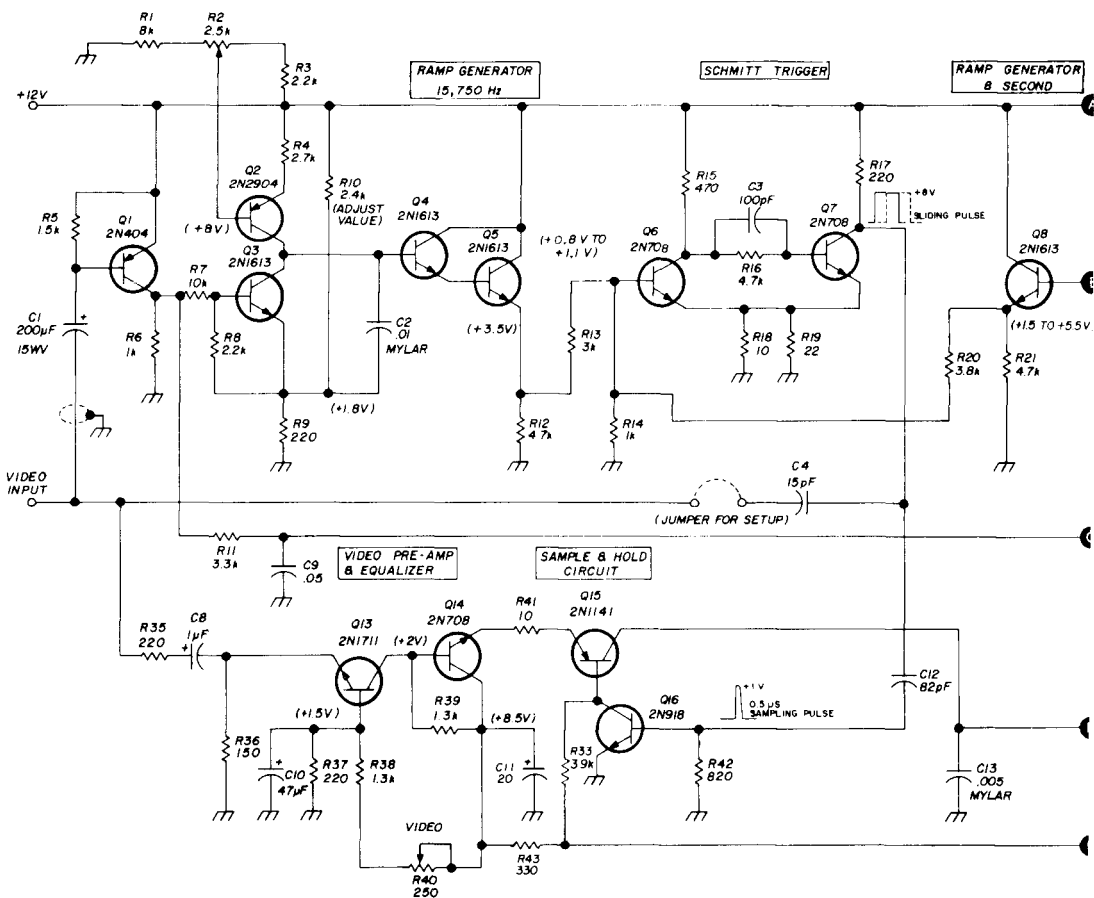 R1
8k
R2
2.5k
R3
2.2k
+12V
RAMP GENERATOR
15,750 Hz
SCHMITT TRIGGER
RAMP GENERATOR
8 SECOND
A
R4
2.7k
Q2
2N2904
R10
2.4k
(ADJUST
VALUE)
R15
470
C3
100pF
R17
220
+8V
SLIDING PULSE
R5
1.5k
Q1
2N404
(+8V)
Q4
2N1613
Q5
2N1613
(+0.8V TO
+1.1V)
Q6
2N708
Q7
2N708
R16
4.7k
Q8
2N1613
B
R7
10k
Q3
2N1613
C1
200µF
15WV
R6
1k
R8
2.2k
C2
.01
MYLAR
(+3.5V)
R13
3k
R18
10
R19
22
(+1.5 TO +5.5V)
R20
3.8k
R21
4.7k
(+1.8V)
R9
220
R12
4.7k
R14
1k
VIDEO
INPUT
C4
15pF
(JUMPER FOR SETUP)
R11
3.3k
C9
.05
VIDEO PRE-AMP
& EQUALIZER
SAMPLE & HOLD
CIRCUIT
R35
220
C8
1µF
Q13
2N1711
(+2V)
Q14
2N708
R41
10
Q15
2N1141
C12
82pF
R39
1.3k
(+8.5V)
Q16
2N918
+1V
0.5µS
SAMPLING PULSE
(+1.5V)
R36
150
C10
47µF
R37
220
R38
1.3k
C11
20
R33
3.9k
R42
820
C13
.005
MYLAR
VIDEO
R40
250
R43
330